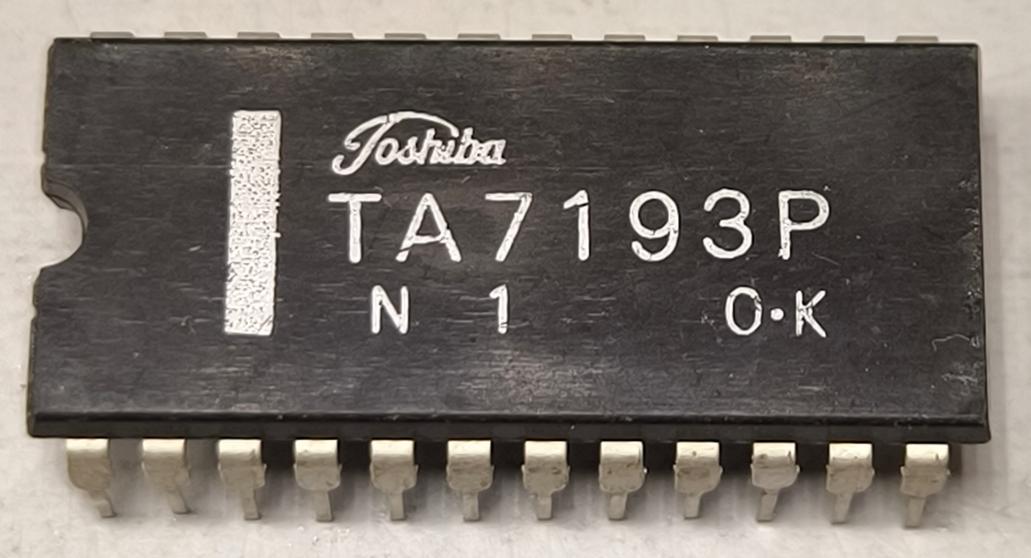 Toshiba
TA7193P
N 1 O•K